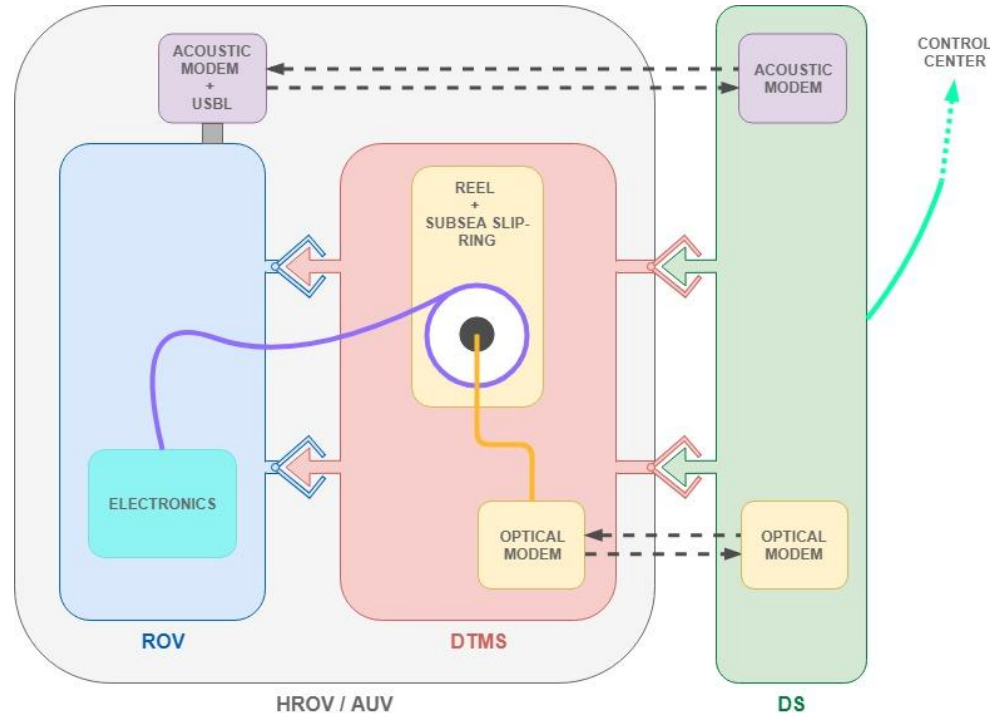 ACOUSTIC
MODEM
+
USBL
ACOUSTIC
MODEM
CONTROL
CENTER
REEL
+
SUBSEA SLIP-
RING
ELECTRONICS
OPTICAL
MODEM
OPTICAL
MODEM
ROV
DTMS
HROV / AUV
DS